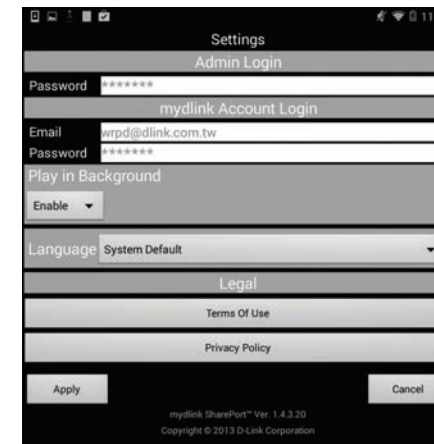 11
Settings
Admin Login
Password *******
mydlink Account Login
Email wrpd@dlink.com.tw
Password *******
Play in Background
Enable
Language System Default
Legal
Terms Of Use
Privacy Policy
Apply Cancel
mydlink SharePort™ Ver. 1.4.3.20
Copyright © 2013 D-Link Corporation